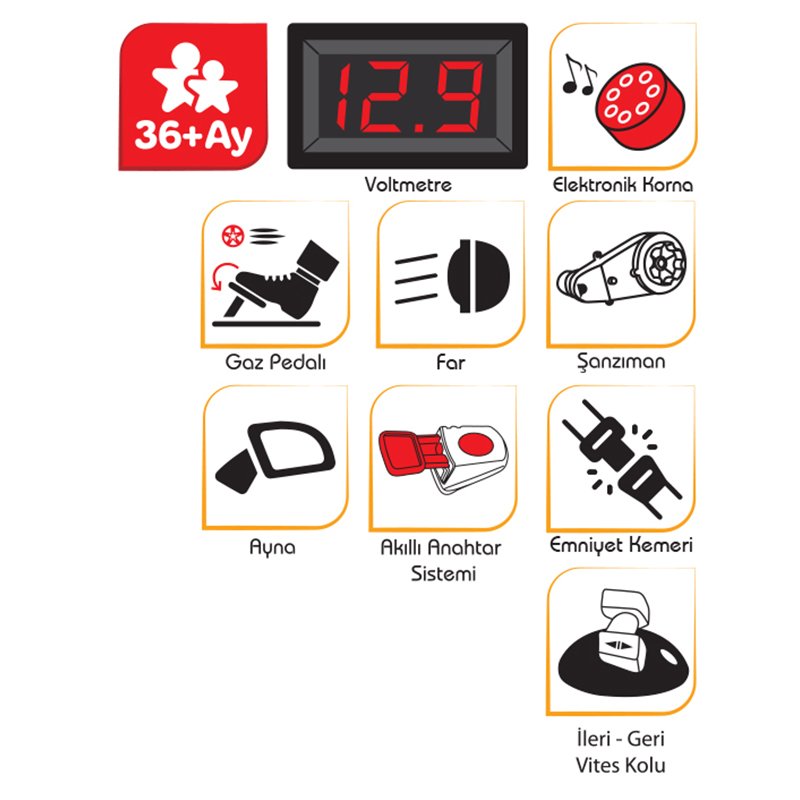 36+Ay
12.9
Voltmetre
Elektronik Korna
Gaz Pedalı
Far
Şanzıman
Ayna
Akıllı Anahtar
Sistemi
Emniyet Kemeri
İleri - Geri
Vites Kolu